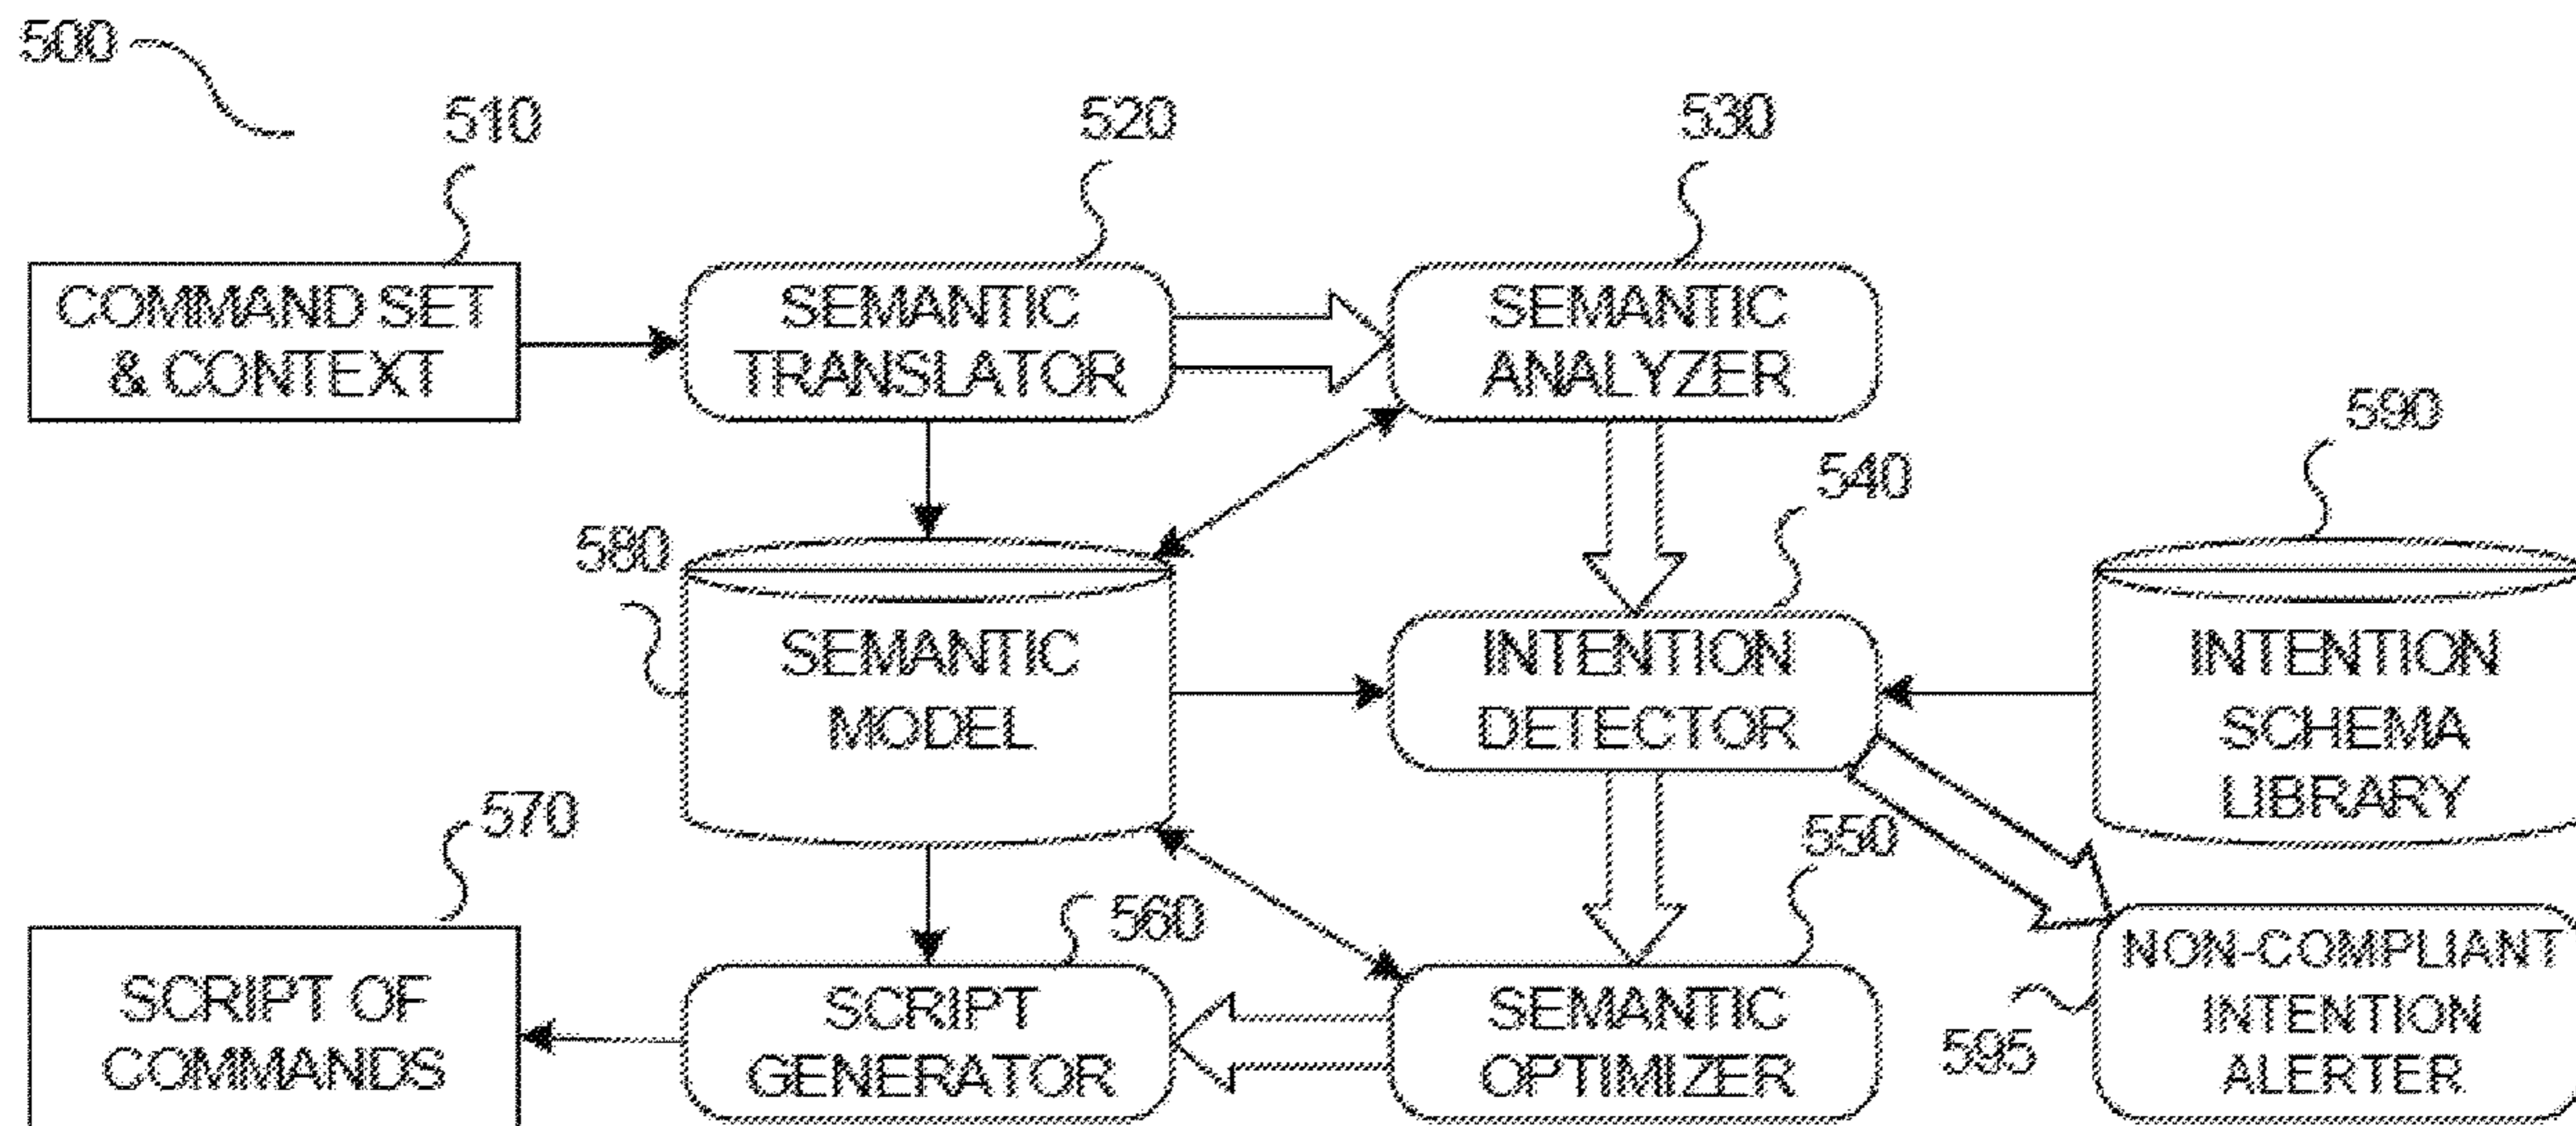 500
510
520
530
COMMAND SET
& CONTEXT
SEMANTIC
TRANSLATOR
SEMANTIC
ANALYZER
590
540
580
SEMANTIC
MODEL
INTENTION
DETECTOR
INTENTION
SCHEMA
LIBRARY
570
550
560
SCRIPT OF
COMMANDS
SCRIPT
GENERATOR
SEMANTIC
OPTIMIZER
595
NON-COMPLIANT
INTENTION
ALERTER